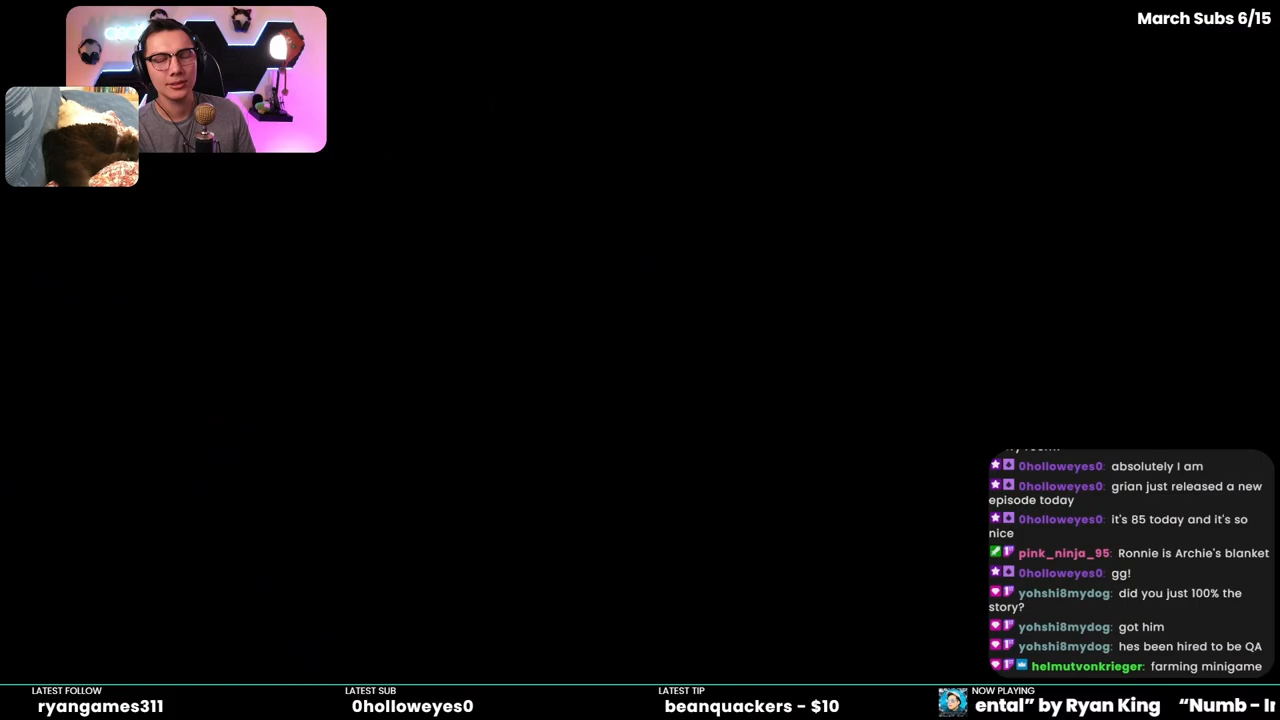 March Subs 6/15
0holloweyes0: absolutely I am
0holloweyes0: grian just released a new
episode today
0holloweyes0: it's 85 today and it's so
nice
pink_ninja_95: Ronnie is Archie's blanket
0holloweyes0: gg!
yohshi8mydog: did you just 100% the
story?
yohshi8mydog: got him
yohshi8mydog: hes been hired to be QA
helmutvonkrieger: farming minigame
LATEST FOLLOW
ryangames311
LATEST SUB
0holloweyes0
LATEST TIP
beanquackers - $10
NOW PLAYING
ental” by Ryan King “Numb - In